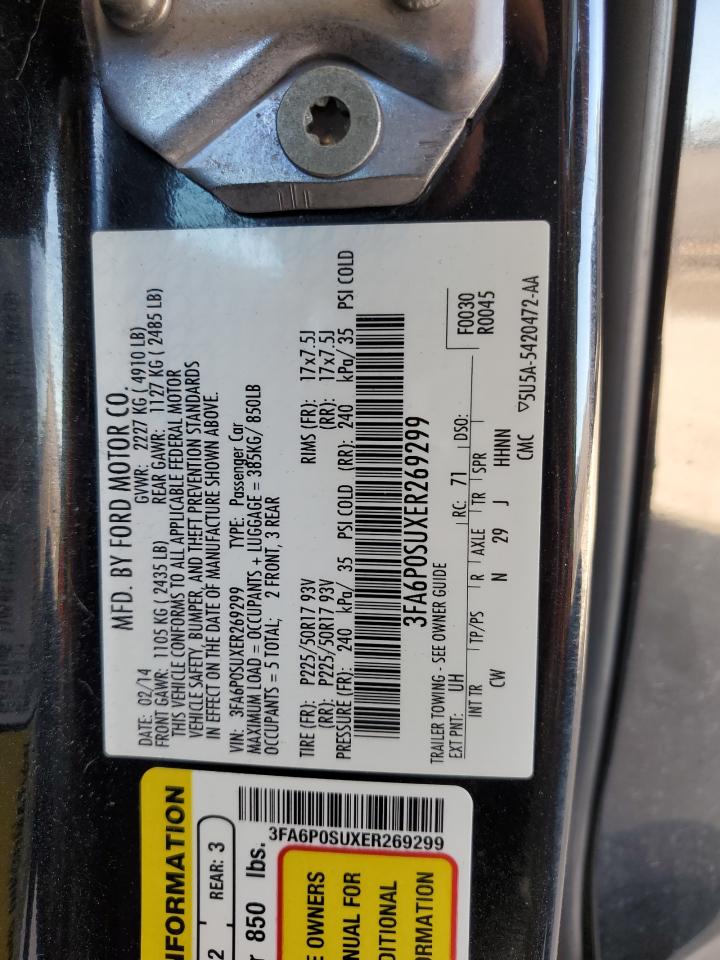 MFD. BY FORD MOTOR CO.
DATE: 02/14 GVWR: 2227 KG ( 4910 LB)
FRONT GAWR: 1105 KG ( 2435 LB) REAR GAWR: 1127 KG ( 2485 LB)
THIS VEHICLE CONFORMS TO ALL APPLICABLE FEDERAL MOTOR
VEHICLE SAFETY, BUMPER, AND THEFT PREVENTION STANDARDS
IN EFFECT ON THE DATE OF MANUFACTURE SHOWN ABOVE.
VIN: 3FA6P0SUXER269299 TYPE: Passenger Car
MAXIMUM LOAD = OCCUPANTS + LUGGAGE = 385KG/ 850LB
OCCUPANTS = 5 TOTAL; 2 FRONT, 3 REAR
TIRE (FR): P225/50R17 93V RIMS (FR): 17x7.5J
(RR): P225/50R17 93V (RR): 17x7.5J
PRESSURE (FR): 240 kPa/ 35 PSI COLD (RR): 240 kPa/ 35 PSI COLD
3FA6P0SUXER269299
TRAILER TOWING - SEE OWNER GUIDE
EXT PNT: UH RC: 71 DSO: F0030
R0045
INT TR TP/PS R AXLE TR SPR
CW N 29 J HHNN
CMC ▽5U5A-5420472-AA
NFORMATION
2 REAR: 3
r 850 lbs.
3FA6P0SUXER269299
E OWNERS
NUAL FOR
DITIONAL
ORMATION